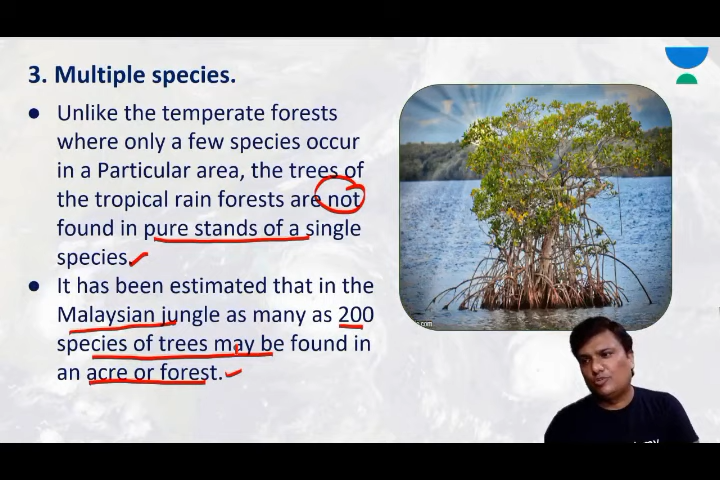 3. Multiple species.
● Unlike the temperate forests
where only a few species occur
in a Particular area, the trees of
the tropical rain forests are not
found in pure stands of a single
species.
● It has been estimated that in the
Malaysian jungle as many as 200
species of trees may be found in
an acre or forest.